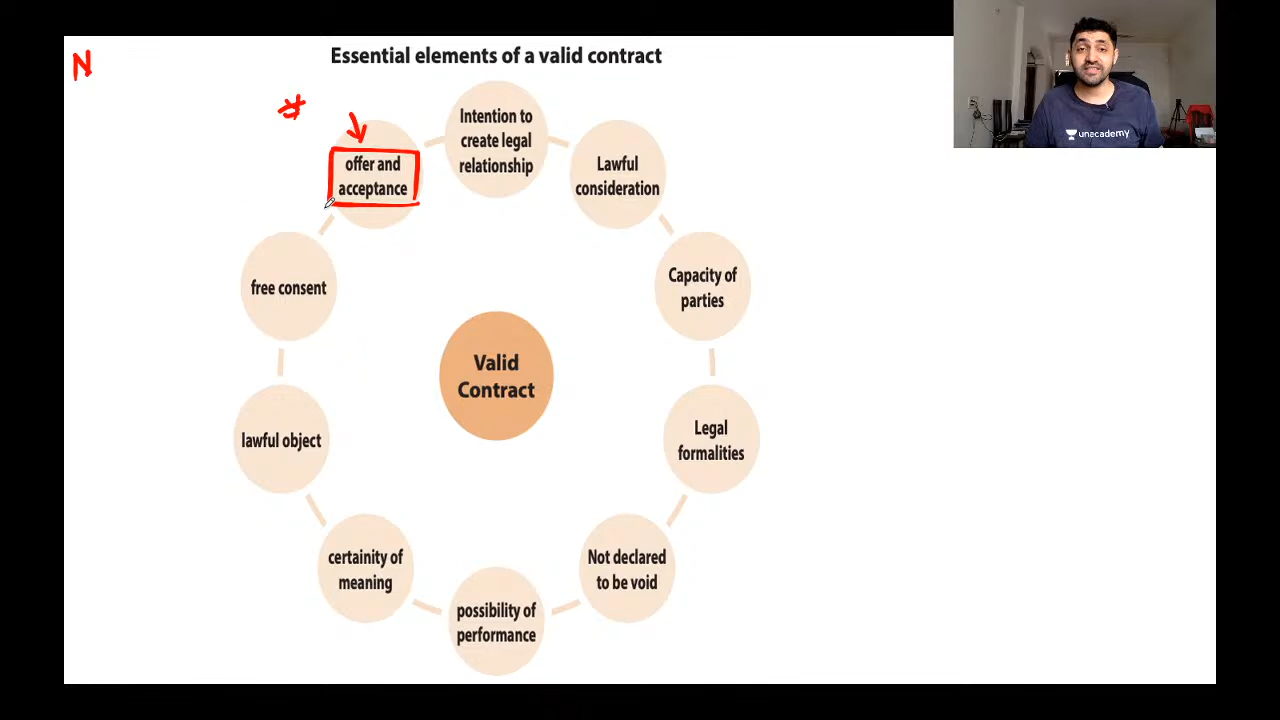 Essential elements of a valid contract
N
offer and
acceptance
Intention to
create legal
relationship
Lawful
consideration
Capacity of
parties
Legal
formalities
Not declared
to be void
possibility of
performance
certainity of
meaning
lawful object
free consent
Valid
Contract
unacademy